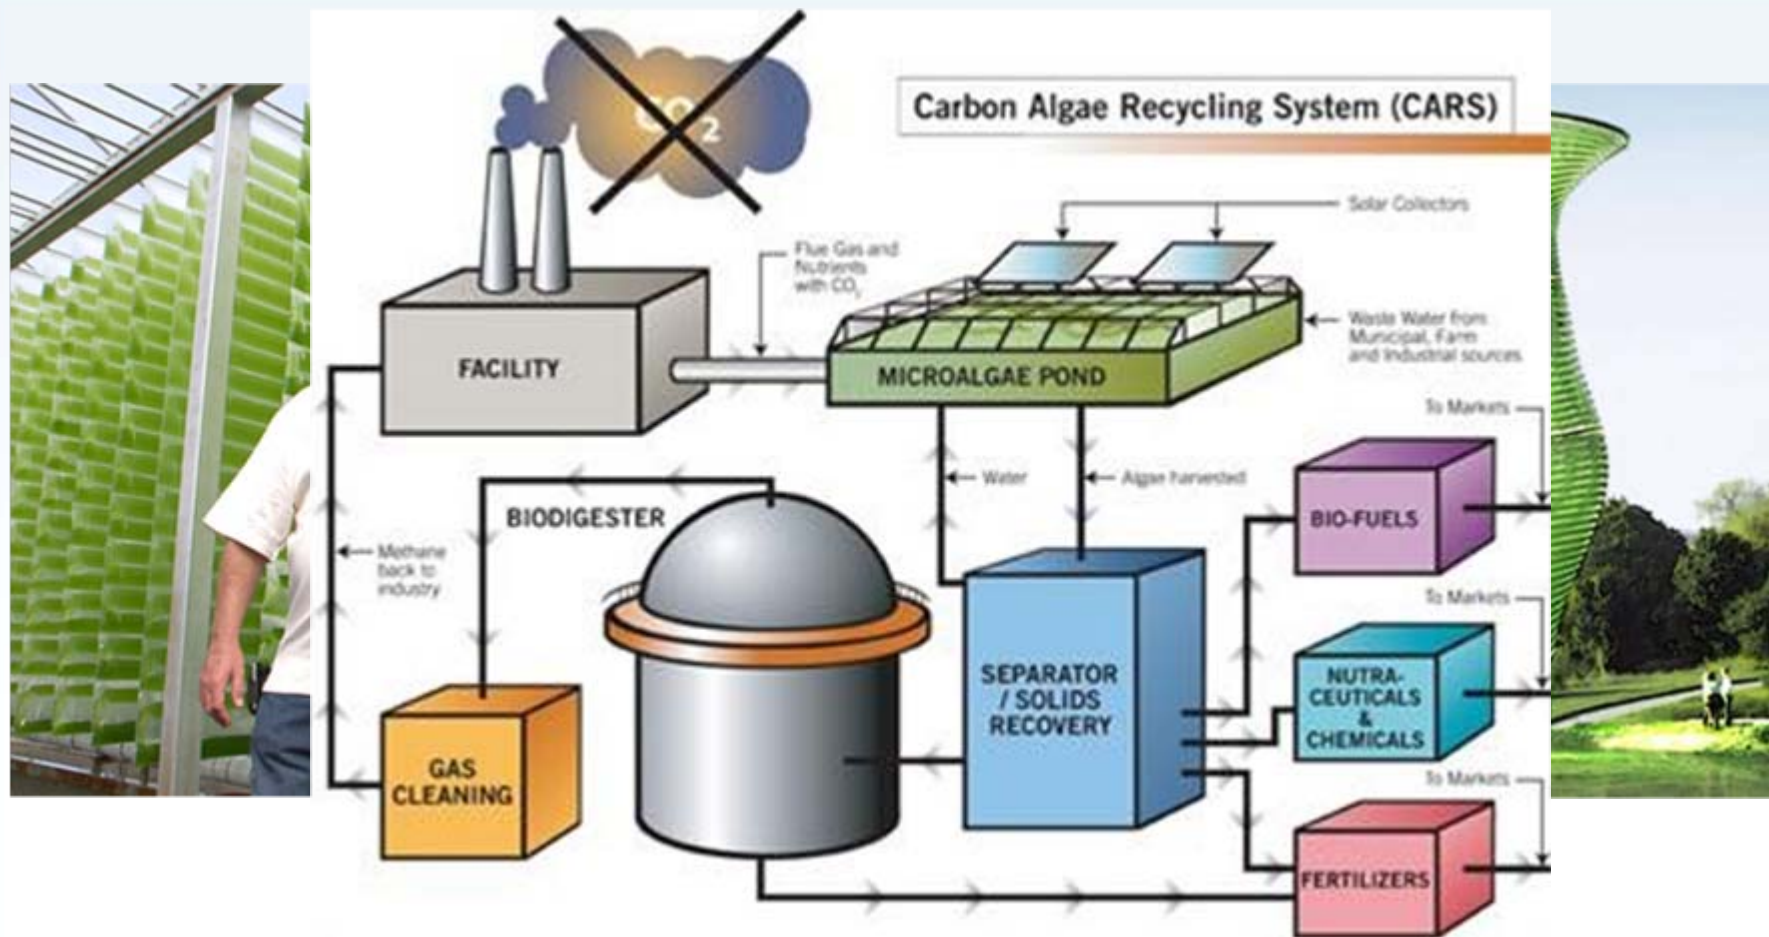 CO2
Carbon Algae Recycling System (CARS)
Solar Collectors
Flue Gas and
Nutrients
with CO2
Waste Water from
Municipal, Farm
and Industrial sources
FACILITY
MICROALGAE POND
To Markets
Water
Algae harvested
BIODIGESTER
BIO-FUELS
Methane
back to
industry
To Markets
SEPARATOR
/ SOLIDS
RECOVERY
NUTRA-
CEUTICALS
&
CHEMICALS
GAS
CLEANING
To Markets
FERTILIZERS